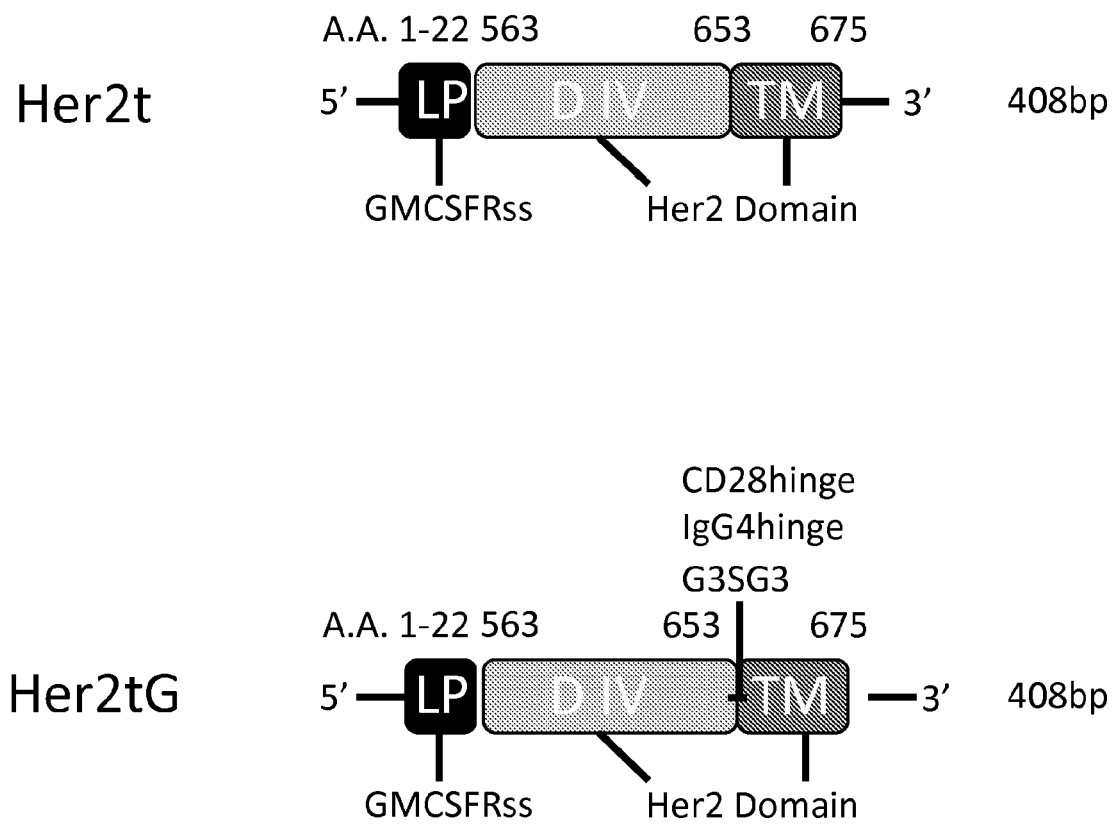 A.A. 1-22 563 653 675
Her2t 5’ LP D IV TM 3’ 408bp
GMCSFRss Her2 Domain
CD28hinge
IgG4hinge
G3SG3
A.A. 1-22 563 653 675
Her2tG 5’ LP D IV TM 3’ 408bp
GMCSFRss Her2 Domain